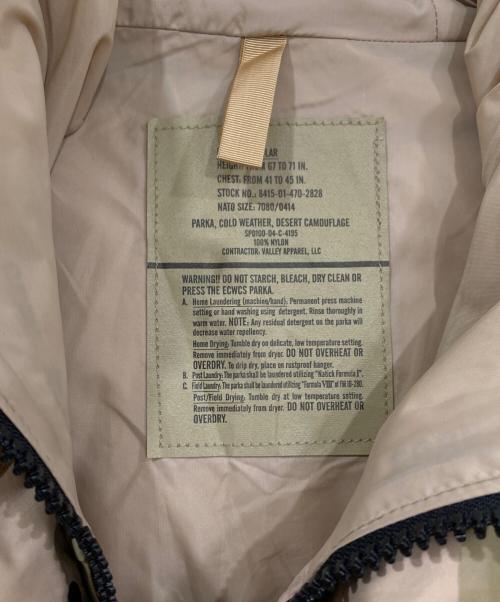 HEIGHT: FROM 67 TO 71 IN.
CHEST: FROM 41 TO 45 IN.
STOCK NO.: 8415-01-470-2828
NATO SIZE: 7080/0414
PARKA, COLD WEATHER, DESERT CAMOUFLAGE
SPO100-04-C-4195
100% NYLON
CONTRACTOR: VALLEY APPAREL, LLC
WARNING!! DO NOT STARCH, BLEACH, DRY CLEAN OR
PRESS THE ECWCS PARKA.
A. Home Laundering (machine/hand): Permanent press machine
setting or hand washing using detergent. Rinse thoroughly in
warm water. NOTE: Any residual detergent on the parka will
decrease water repellency.
Home Drying: Tumble dry on delicate, low temperature setting.
Remove immediately from dryer. DO NOT OVERHEAT OR
OVERDRY. To drip dry, place on rustproof hanger.
B. Post Laundry: The parka shall be laundered utilizing "Natick Formula I".
C. Field Laundry: The parka shall be laundered utilizing "Formula VIII" of FM 10-280.
Post/Field Drying: Tumble dry at low temperature setting.
Remove immediately from dryer. DO NOT OVERHEAT OR
OVERDRY.